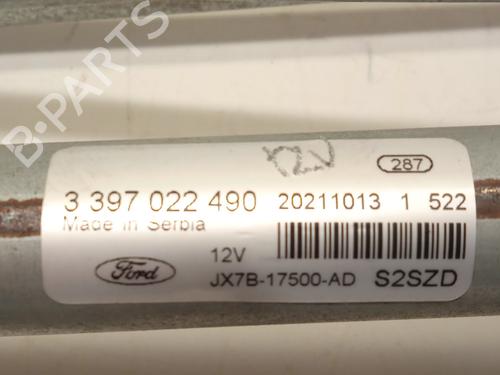 12V
287
3 397 022 490 20211013 1 522
Made in Serbia
12V
Ford
JX7B-17500-AD S2SZD
B-PARTS